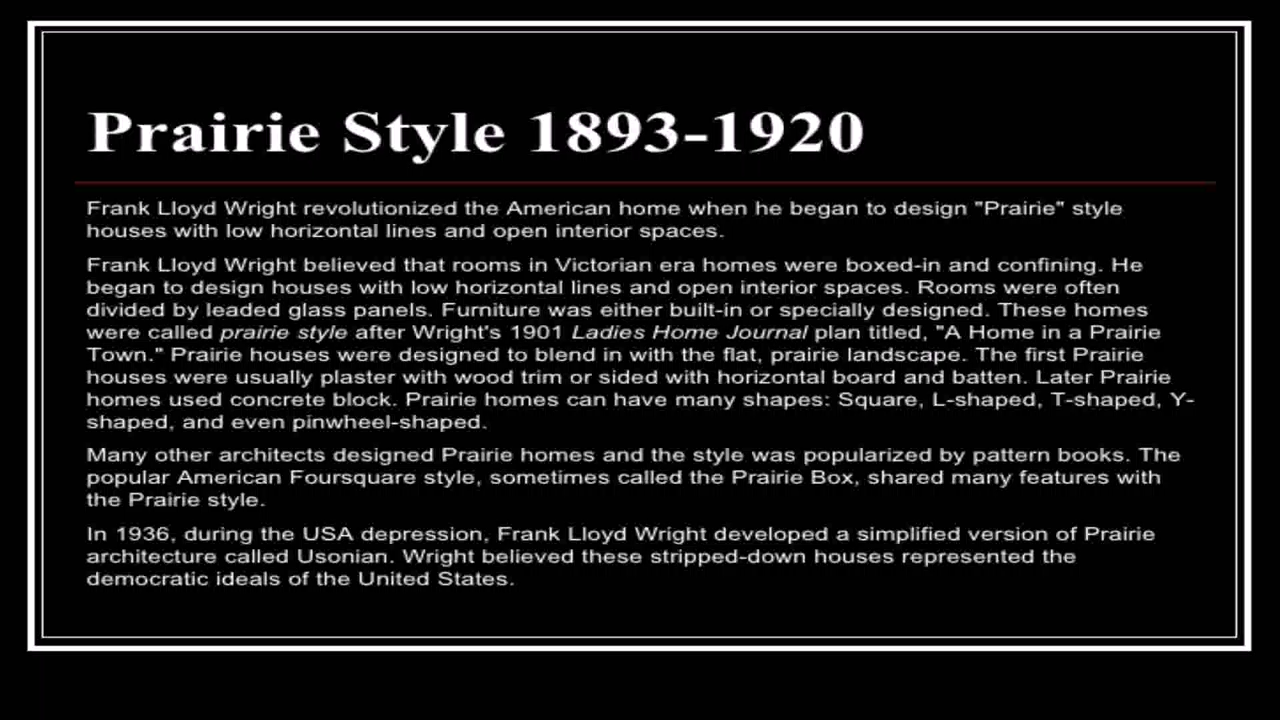 Prairie Style 1893-1920
Frank Lloyd Wright revolutionized the American home when he began to design "Prairie" style
houses with low horizontal lines and open interior spaces.
Frank Lloyd Wright believed that rooms in Victorian era homes were boxed-in and confining. He
began to design houses with low horizontal lines and open interior spaces. Rooms were often
divided by leaded glass panels. Furniture was either built-in or specially designed. These homes
were called prairie style after Wright's 1901 Ladies Home Journal plan titled, "A Home in a Prairie
Town." Prairie houses were designed to blend in with the flat, prairie landscape. The first Prairie
houses were usually plaster with wood trim or sided with horizontal board and batten. Later Prairie
homes used concrete block. Prairie homes can have many shapes: Square, L-shaped, T-shaped, Y-
shaped, and even pinwheel-shaped.
Many other architects designed Prairie homes and the style was popularized by pattern books. The
popular American Foursquare style, sometimes called the Prairie Box, shared many features with
the Prairie style.
In 1936, during the USA depression, Frank Lloyd Wright developed a simplified version of Prairie
architecture called Usonian. Wright believed these stripped-down houses represented the
democratic ideals of the United States.